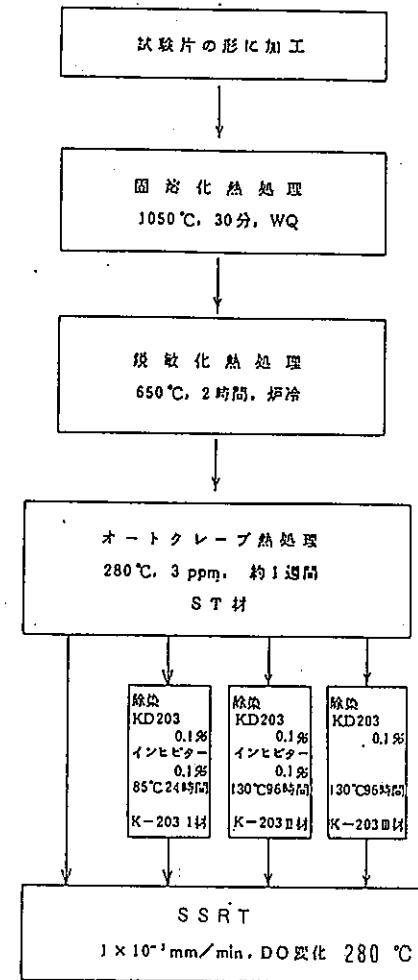 試験片の形に加工
固溶化熱処理
1050℃, 30分, WQ
鋭敏化熱処理
650℃, 2時間, 炉冷
オートクレーブ熱処理
280℃, 3 ppm, 約1週間
ST材
除染
KD203
0.1%
インヒビター
0.1%
85℃24時間
K-203 I材
除染
KD203
0.1%
インヒビター
0.1%
130℃96時間
K-203 II材
除染
KD203
0.1%
130℃96時間
K-203 III材
SSRT
mm/min, DO変化 280 ℃